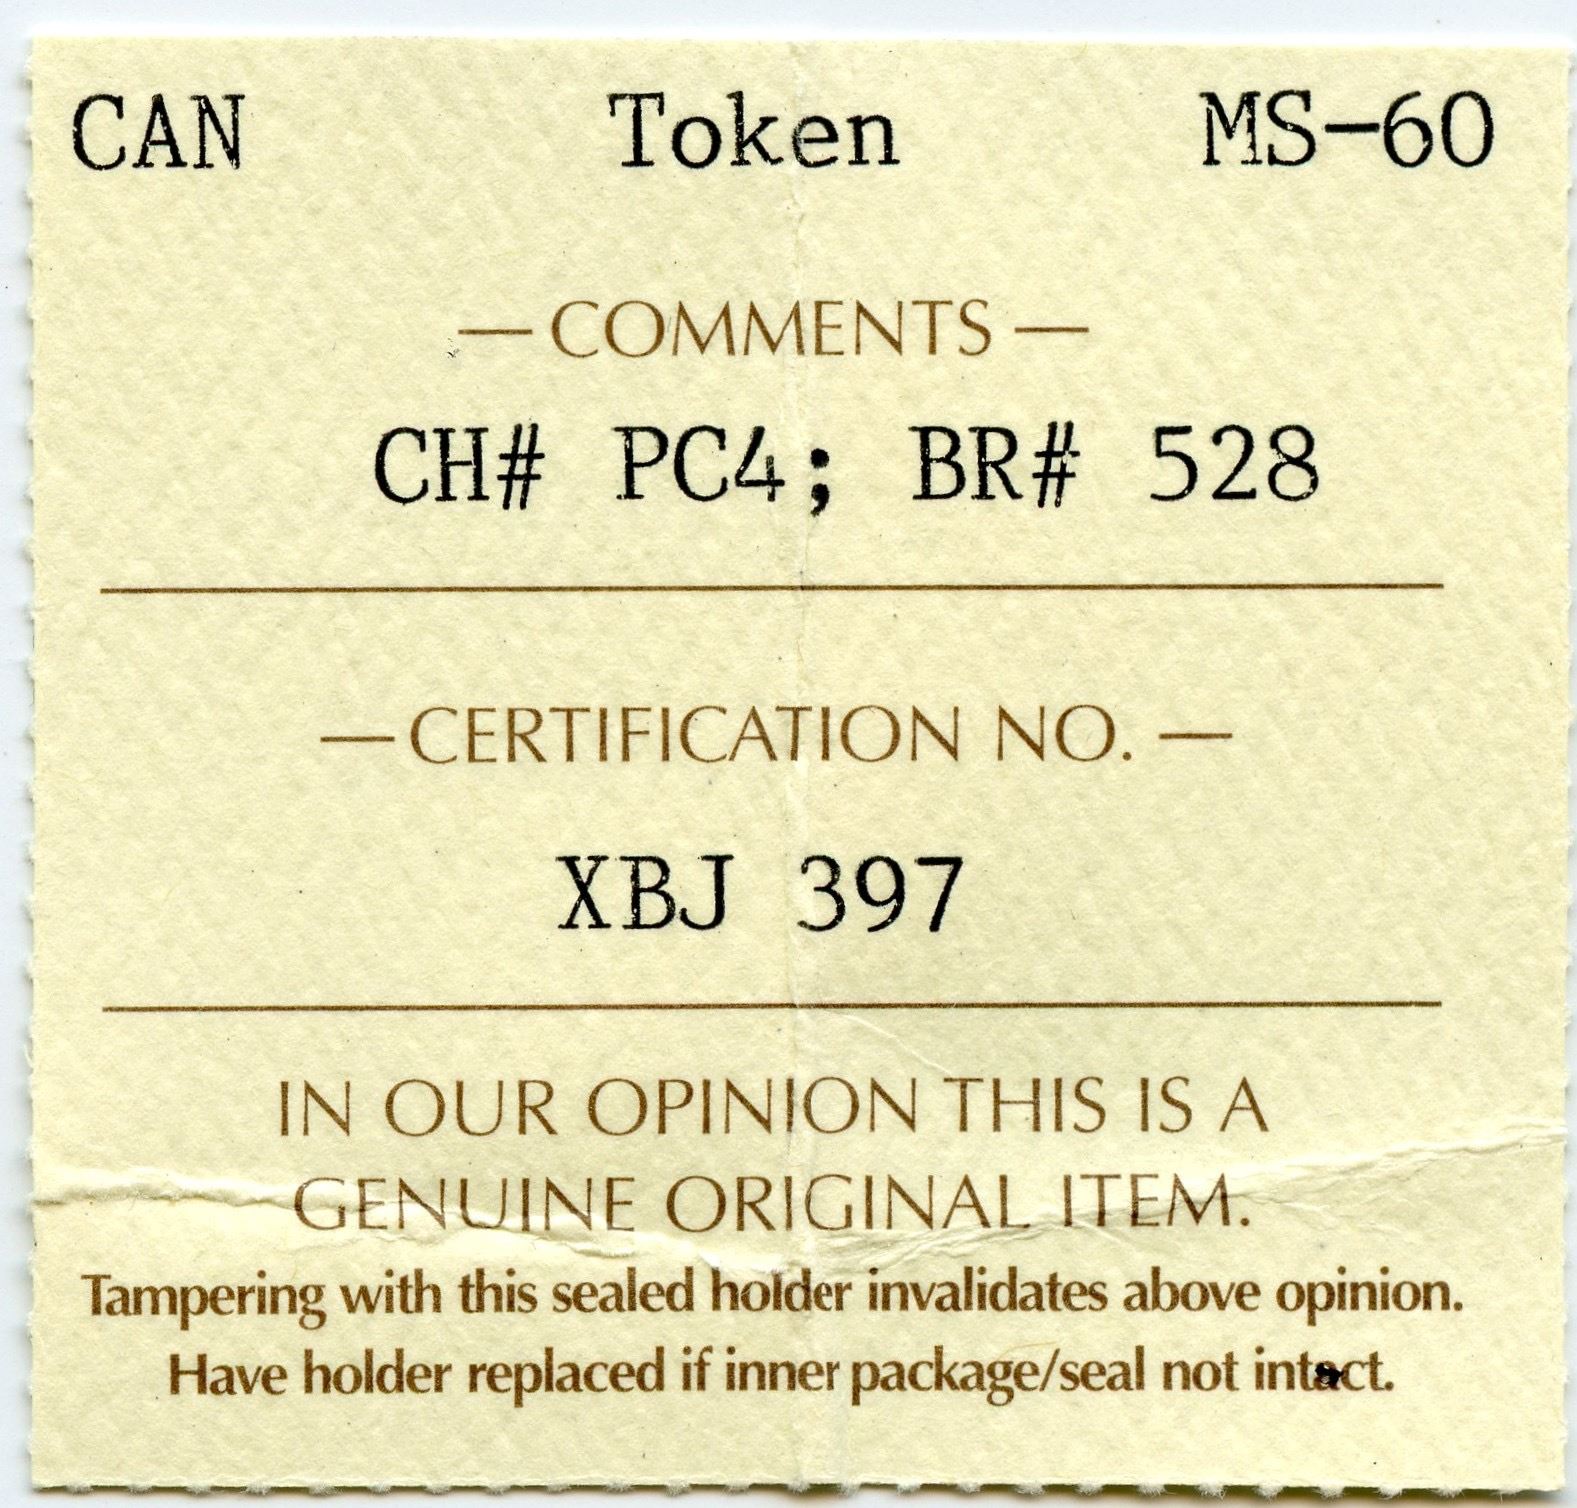 CAN Token MS-60
— COMMENTS —
CH# PC4; BR# 528
— CERTIFICATION NO. —
XBJ 397
IN OUR OPINION THIS IS A
GENUINE ORIGINAL ITEM.
Tampering with this sealed holder invalidates above opinion.
Have holder replaced if inner package/seal not intact.